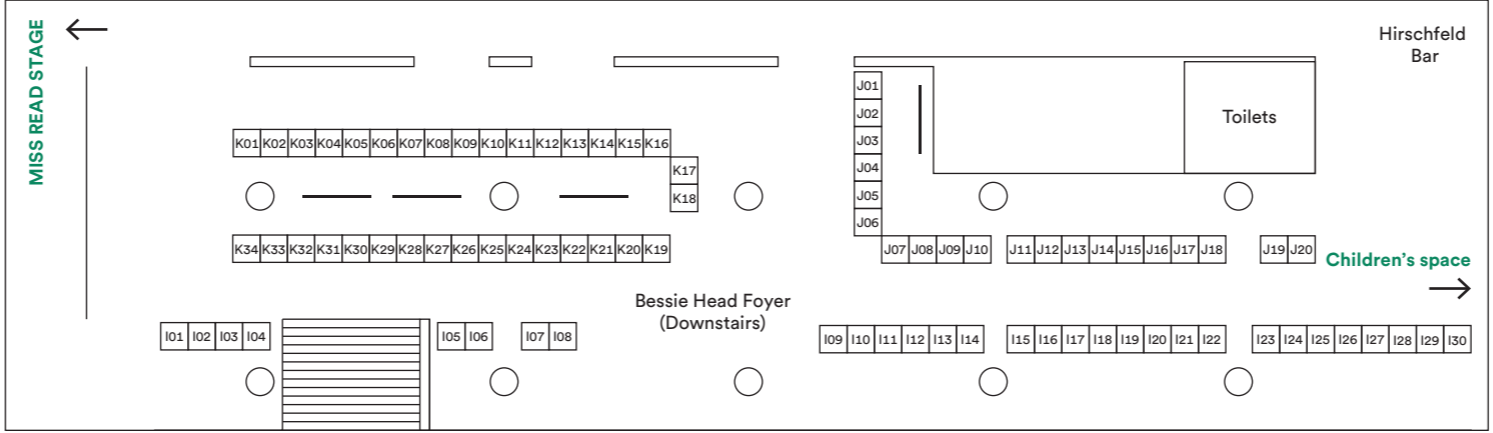 MISS READ STAGE
Hirschfeld
Bar
Toilets
J01
J02
J03
J04
J05
J06
J07 J08 J09 J10 J11 J12 J13 J14 J15 J16 J17 J18 J19 J20
K01 K02 K03 K04 K05 K06 K07 K08 K09 K10 K11 K12 K13 K14 K15 K16
K17
K18
K34 K33 K32 K31 K30 K29 K28 K27 K26 K25 K24 K23 K22 K21 K20 K19
Children's space
Bessie Head Foyer
(Downstairs)
I01 I02 I03 I04 I05 I06 I07 I08 I09 I10 I11 I12 I13 I14 I15 I16 I17 I18 I19 I20 I21 I22 I23 I24 I25 I26 I27 I28 I29 I30